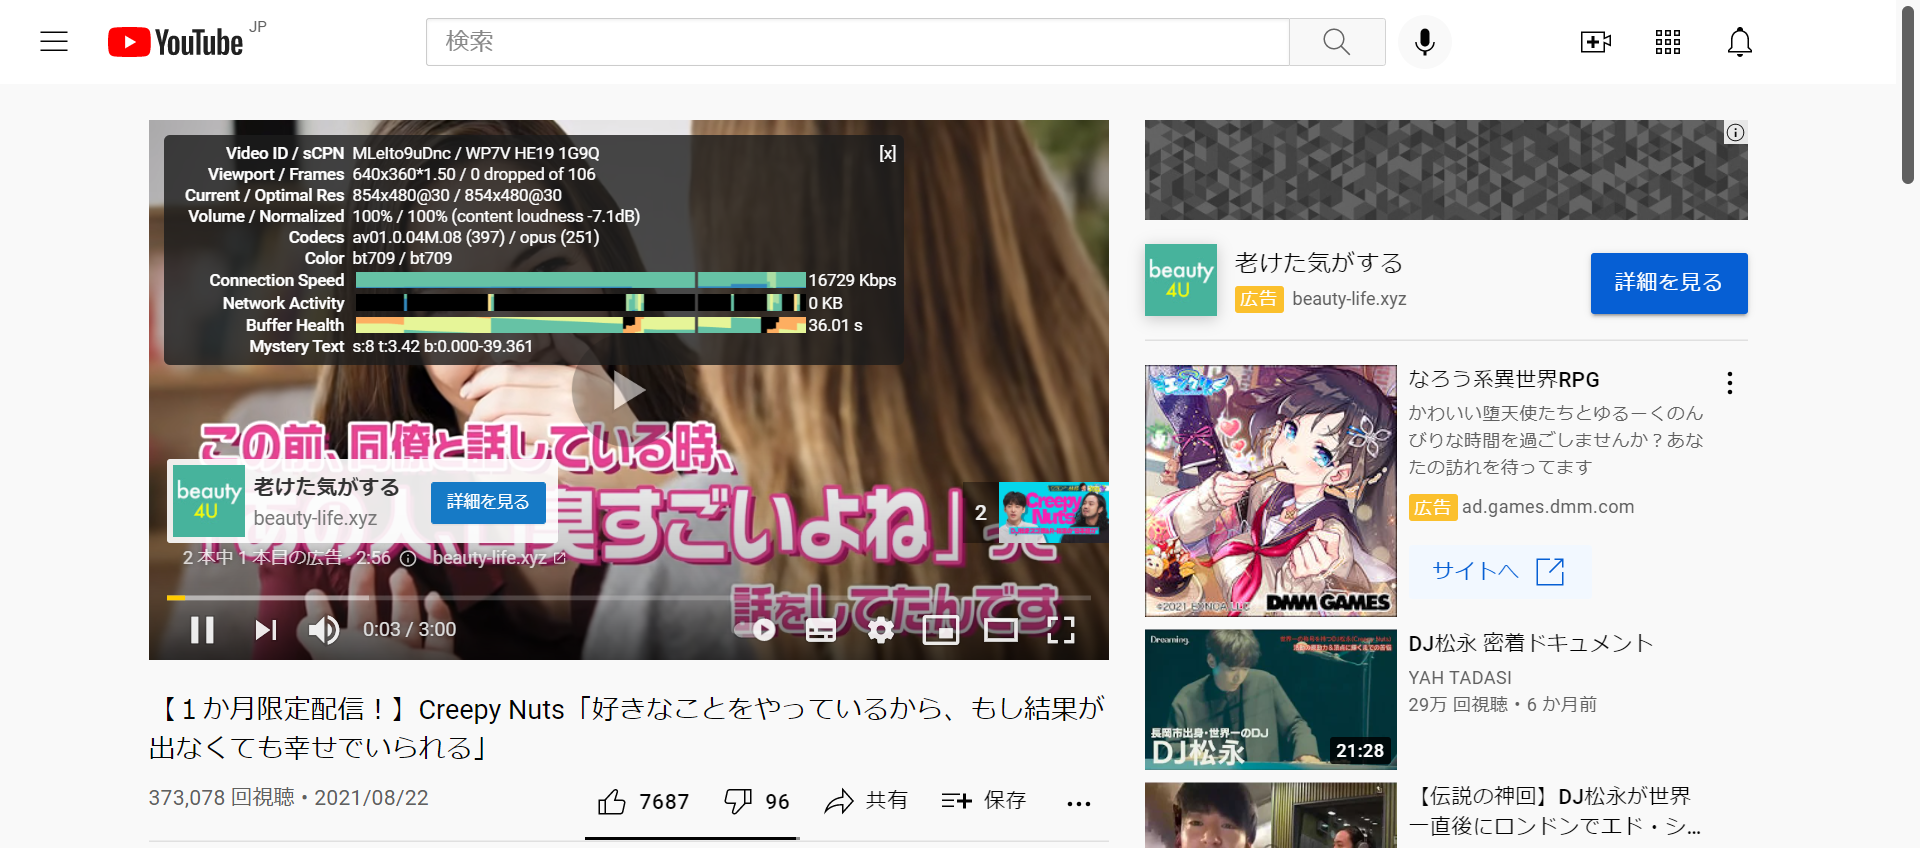 YouTube JP
検索
Video ID / sCPN MLeIto9uDnc / WP7V HE19 1G9Q
[x]
Viewport / Frames 640x360*1.50 / 0 dropped of 106
Current / Optimal Res 854x480@30 / 854x480@30
Volume / Normalized 100% / 100% (content loudness -7.1dB)
Codecs av01.0.04M.08 (397) / opus (251)
Color bt709 / bt709
Connection Speed 16729 Kbps
Network Activity 0 KB
Buffer Health 36.01 s
Mystery Text s:8 t:3.42 b:0.000-39.361
この前、同僚と話している時、
臭すごいよね」
話をしてたんです
beauty
4U
老けた気がする
beauty-life.xyz
詳細を見る
2
Creepy
Nuts
2 本中 1 本目の広告 · 2:56
beauty-life.xyz
0:03 / 3:00
【１か月限定配信！】Creepy Nuts「好きなことをやっているから、もし結果が
出なくても幸せでいられる」
373,078 回視聴・2021/08/22
7687
96
共有
保存
beauty
4U
老けた気がする
広告 beauty-life.xyz
詳細を見る
©2021 EXNOA LLC
DMM GAMES
なろう系異世界RPG
かわいい堕天使たちとゆるーくのん
びりな時間を過ごしませんか？あな
たの訪れを待ってます
広告 ad.games.dmm.com
サイトへ
Dreaming.
長岡市出身・世界一のDJ
DJ松永
21:28
DJ松永 密着ドキュメント
YAH TADASI
29万 回視聴・6 か月前
【伝説の神回】DJ松永が世界
一直後にロンドンでエド・シ...